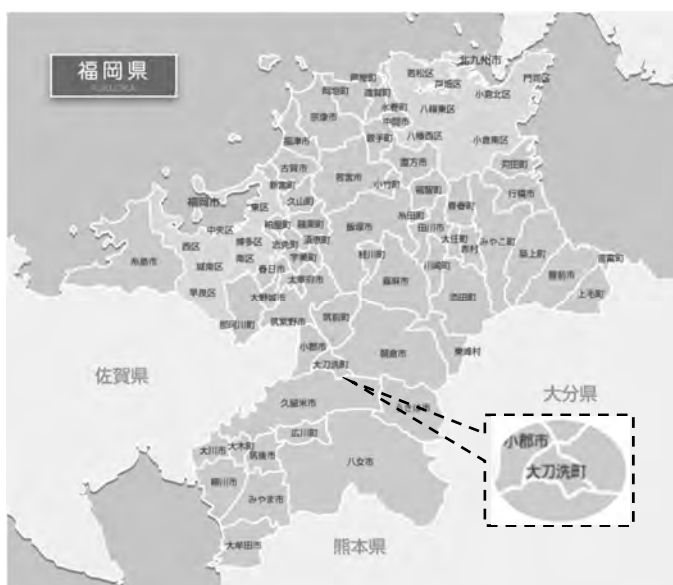 福岡県
FUKUOKA
北九州市
芦屋町
若松区
門司区
岡垣町
遠賀町
戸畑区
小倉北区
水巻町
八幡東区
宗像市
中間市
鞍手町
八幡西区
小倉南区
福津市
直方市
苅田町
古賀市
宮若市
新宮町
小竹町
福智町
行橋市
福岡市
東区
久山町
香春町
糸田町
中央区
粕屋町
篠栗町
飯塚市
田川市
博多区
志免町
須恵町
大任町
みやこ町
西区
赤村
築上町
吉富町
糸島市
城南区
南区
宇美町
桂川町
川崎町
豊前市
春日市
太宰府市
嘉麻市
上毛町
早良区
大野城市
添田町
那珂川町
筑紫野市
筑前町
小郡市
朝倉市
東峰村
大刀洗町
佐賀県
大分県
久留米市
うきは市
小郡市
広川町
大刀洗町
大川市
大木町
筑後市
八女市
柳川市
みやま市
大牟田市
熊本県